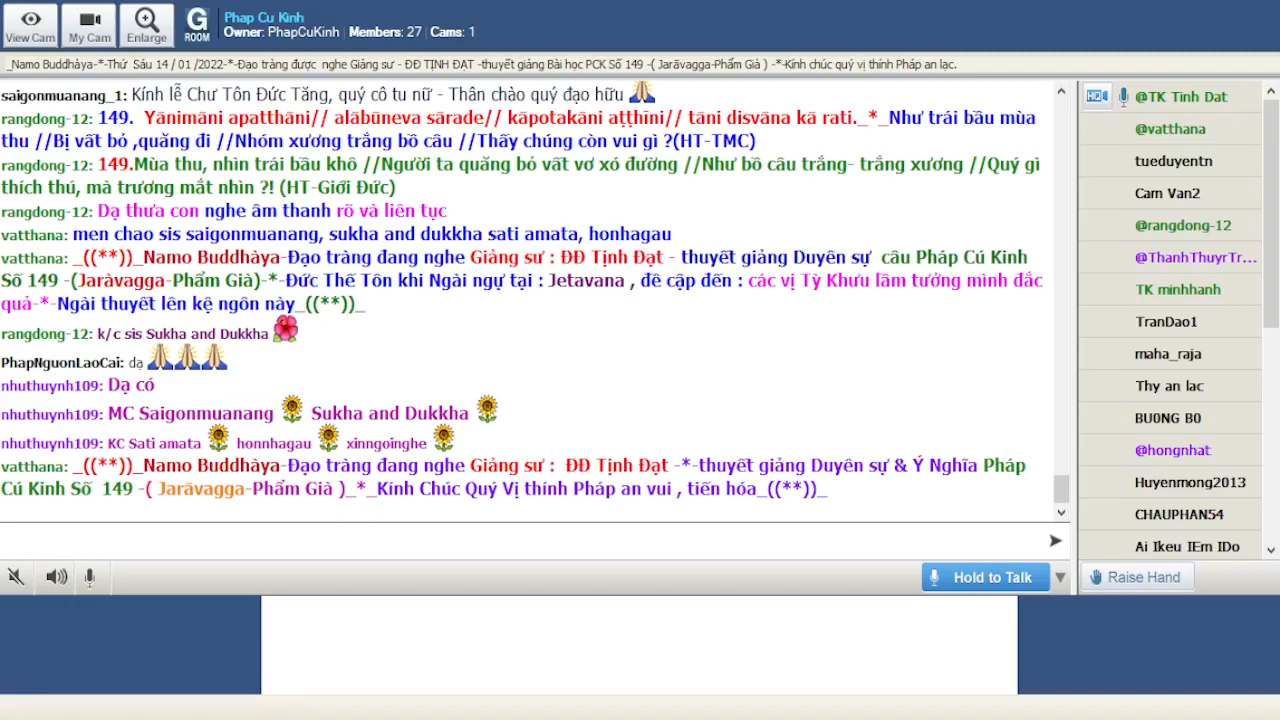 View Cam
My Cam
Enlarge
G
ROOM
Phap Cu Kinh
Owner: PhapCuKinh | Members: 27 | Cams: 1
_Namo Buddhàya-*-Thứ Sáu 14 / 01 /2022-*-Đạo tràng được nghe Giảng sư - ĐĐ TỊNH ĐẠT -thuyết giảng Bài học PCK Số 149 -( Jarāvagga-Phẩm Già ) -*-Kính chúc quý vị thính Pháp an lạc.
saigonmuanang_1: Kính lễ Chư Tôn Đức Tăng, quý cô tu nữ - Thân chào quý đạo hữu
rangdong-12: 149. Yānimāni apatthāni// alābūneva sārade// kāpotakāni aṭṭhīni// tāni disvāna kā rati._*_Như trái bầu mùa
thu //Bị vất bỏ ,quăng đi //Nhóm xương trắng bồ câu //Thấy chúng còn vui gì ?(HT-TMC)
rangdong-12: 149.Mùa thu, nhìn trái bầu khô //Người ta quăng bỏ vất vơ xó đường //Như bồ câu trắng- trắng xương //Quý gì
thích thú, mà trương mắt nhìn ?! (HT-Giới Đức)
rangdong-12: Dạ thưa con nghe âm thanh rõ và liên tục
vatthana: men chao sis saigonmuanang, sukha and dukkha sati amata, honhagau
vatthana: _((**))_Namo Buddhàya-Đạo tràng đang nghe Giảng sư : ĐĐ Tịnh Đạt - thuyết giảng Duyên sự câu Pháp Cú Kinh
Số 149 -(Jaràvagga-Phẩm Già)-*-Đức Thế Tôn khi Ngài ngự tại : Jetavana , đề cập đến : các vị Tỳ Khưu lầm tưởng mình đắc
quả-*-Ngài thuyết lên kệ ngôn này_((**))_
rangdong-12: k/c sis Sukha and Dukkha
PhapNguonLaoCai: dạ
nhuthuynh109: Dạ có
nhuthuynh109: MC Saigonmuanang Sukha and Dukkha
nhuthuynh109: KC Sati amata honnhagau xinngoinghe
vatthana: _((**))_Namo Buddhàya-Đạo tràng đang nghe Giảng sư : ĐĐ Tịnh Đạt -*-thuyết giảng Duyên sự & Ý Nghĩa Pháp
Cú Kinh Số 149 -( Jarāvagga-Phẩm Già )_*_Kính Chúc Quý Vị thính Pháp an vui , tiến hóa_((**))_
Hold to Talk
HQ
@TK Tinh Dat
@vatthana
tueduyentn
Cam Van2
@rangdong-12
@ThanhThuyrTr...
TK minhhanh
TranDao1
maha_raja
Thy an lac
BU0NG B0
@hongnhat
Huyenmong2013
CHAUPHAN54
Ai Ikeu IEm IDo
Raise Hand